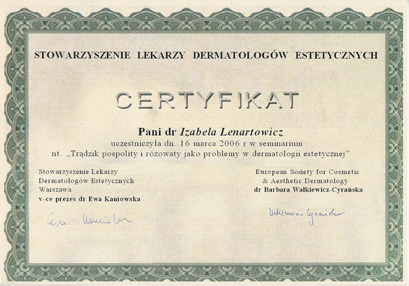 STOWARZYSZENIE LEKARZY DERMATOLOGÓW ESTETYCZNYCH
CERTYFIKAT
Pani dr Izabela Lenartowicz
uczestniczyła dn. 16 marca 2006 r w seminarium
nt. „Trądzik pospolity i różowaty jako problemy w dermatologii estetycznej”
Stowarzyszenie Lekarzy
Dermatologów Estetycznych
Warszawa
v-ce prezes dr Ewa Kaniowska
European Society for Cosmetic
& Aesthetic Dermatology
dr Barbara Walkiewicz-Cyrańska